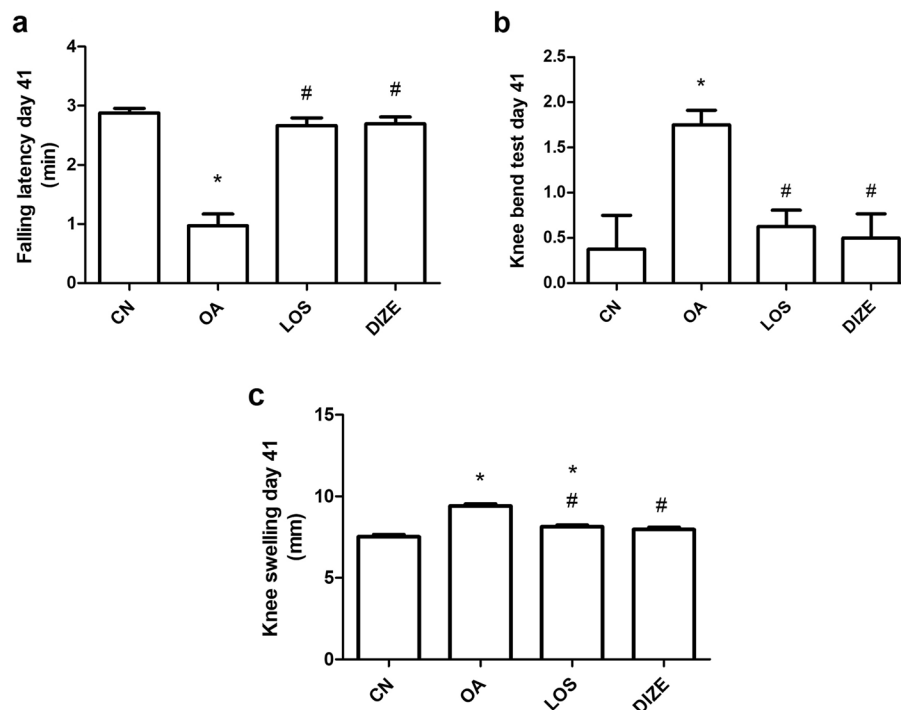 a
Falling latency day 41
(min)
4
3
2
1
0
*
#
#
CN
OA
LOS
DIZE
b
Knee bend test day 41
2.5
2.0
1.5
1.0
0.5
0.0
*
#
#
CN
OA
LOS
DIZE
c
Knee swelling day 41
(mm)
15
10
5
0
*
*
#
#
CN
OA
LOS
DIZE